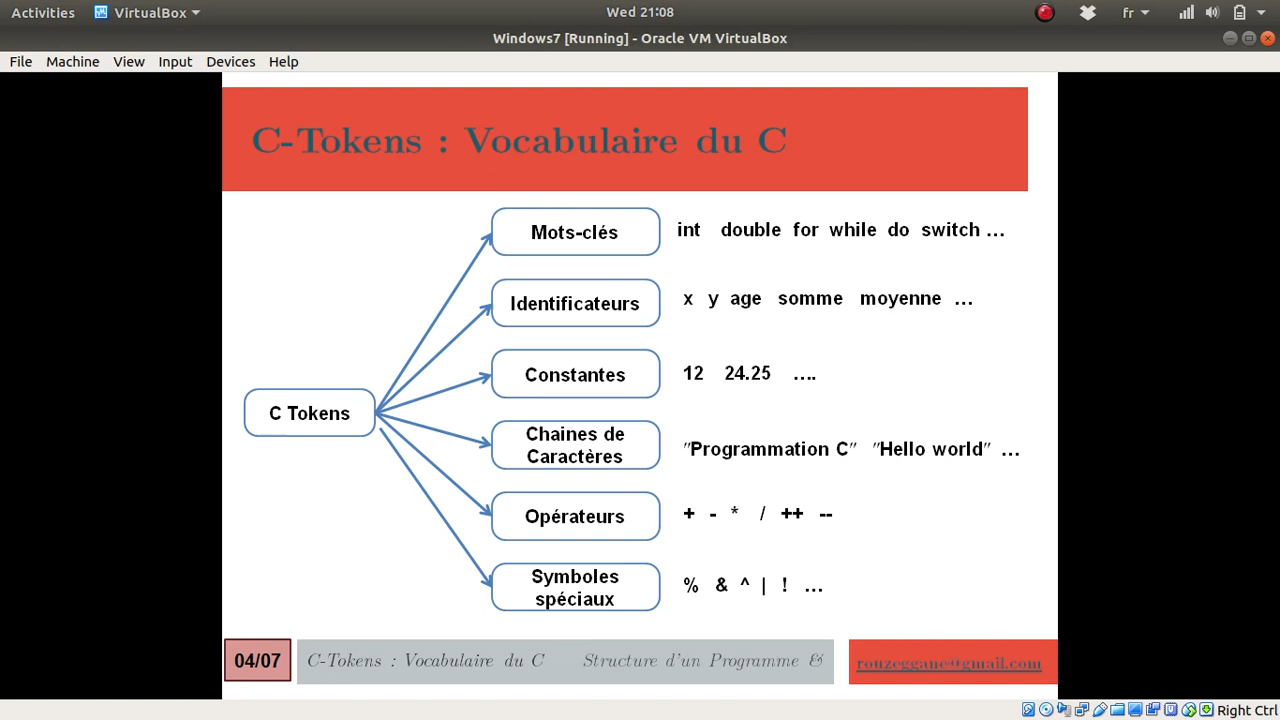 Activities VirtualBox Wed 21:08 fr
Windows7 [Running] - Oracle VM VirtualBox
File Machine View Input Devices Help
C-Tokens : Vocabulaire du C
Mots-clés int double for while do switch ...
Identificateurs x y age somme moyenne ...
Constantes 12 24.25 ....
C Tokens
Chaines de
Caractères
"Programmation C" "Hello world" ...
Opérateurs + - * / ++ --
Symboles
spéciaux
% & ^ | ! ...
04/07 C-Tokens : Vocabulaire du C Structure d'un Programme & rouzeggane@gmail.com
Right Ctrl